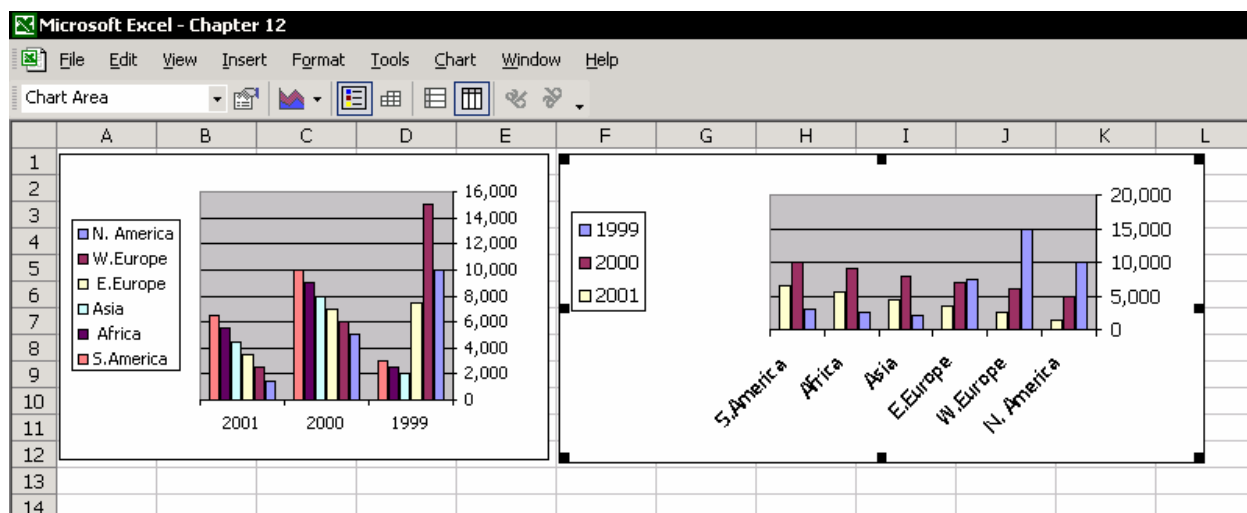 Microsoft Excel - Chapter 12
File Edit View Insert Format Tools Chart Window Help
Chart Area
A B C D E F G H I J K L
1
2
3
4
5
6
7
8
9
10
11
12
13
14
N. America
W.Europe
E.Europe
Asia
Africa
S.America
16,000
14,000
12,000
10,000
8,000
6,000
4,000
2,000
0
2001 2000 1999
1999
2000
2001
20,000
15,000
10,000
5,000
0
S.America Africa Asia E.Europe W.Europe N. America